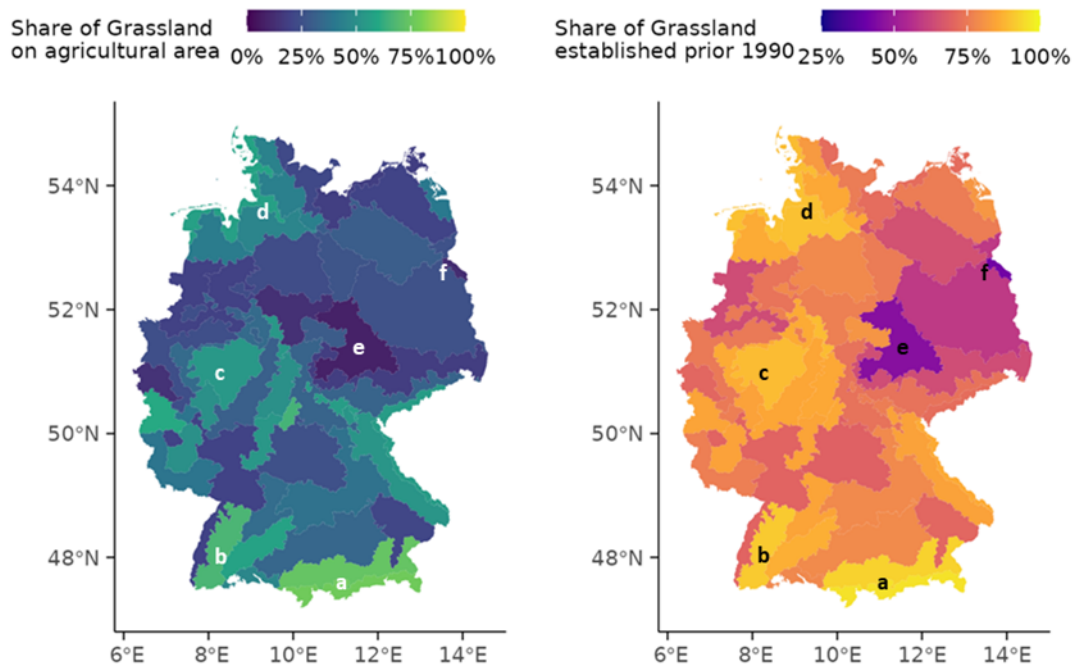 Share of Grassland
on agricultural area
0% 25% 50% 75% 100%
Share of Grassland
established prior 1990
25% 50% 75% 100%
54°N
52°N
50°N
48°N
d
f
e
c
b
a
6°E 8°E 10°E 12°E 14°E
54°N
52°N
50°N
48°N
d
f
e
c
b
a
6°E 8°E 10°E 12°E 14°E